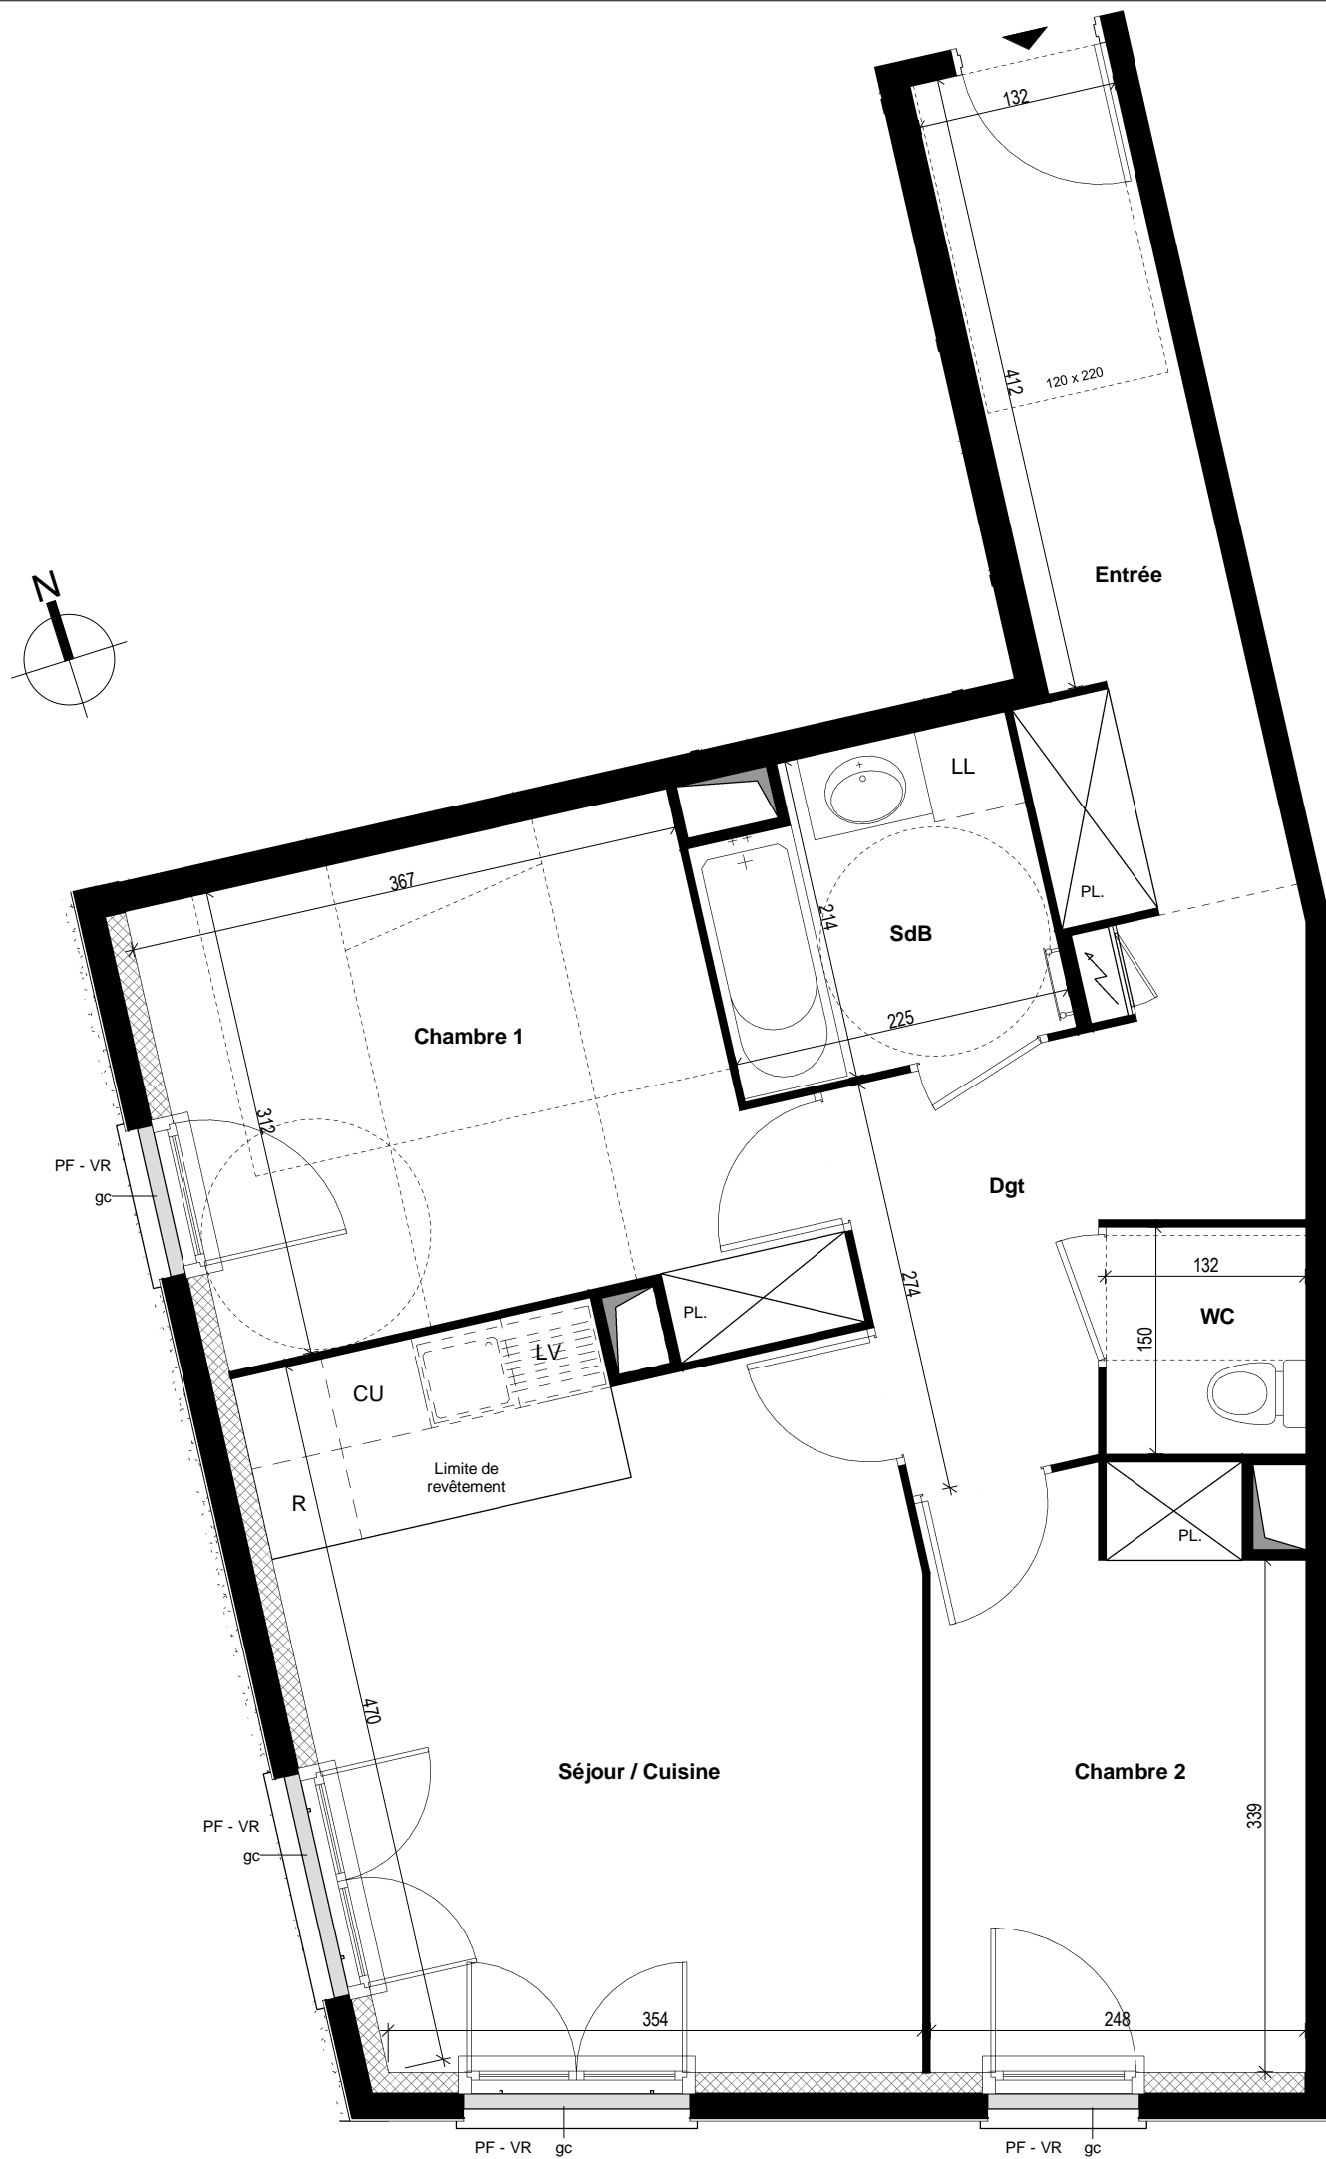 132
412
120 x 220
Entrée
N
LL
PL.
367
214
SdB
225
Chambre 1
312
PF - VR
gc
Dgt
274
132
150
WC
PL.
LV
CU
Limite de
revêtement
R
PL.
470
Séjour / Cuisine
Chambre 2
339
PF - VR
gc
354
248
PF - VR gc
PF - VR gc